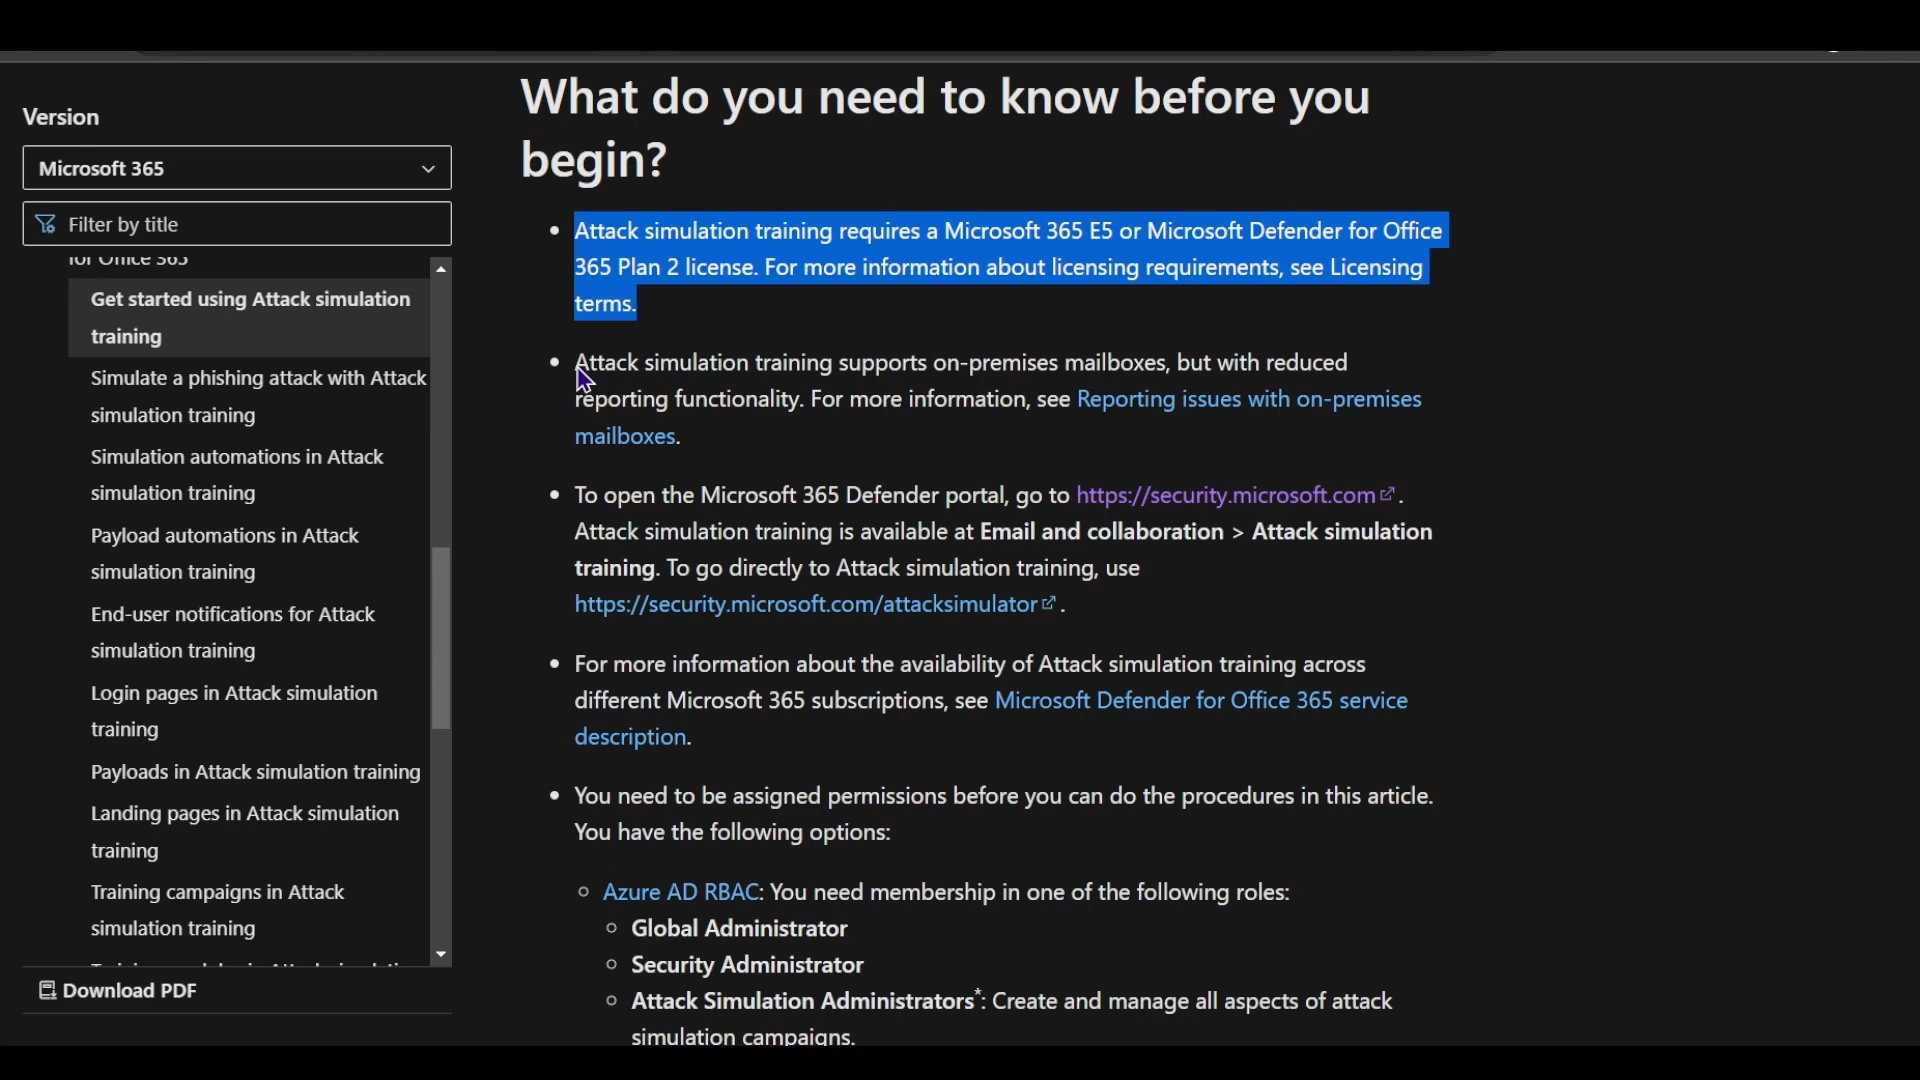 Version
Microsoft 365
Filter by title
for Office 365
Get started using Attack simulation
training
Simulate a phishing attack with Attack
simulation training
Simulation automations in Attack
simulation training
Payload automations in Attack
simulation training
End-user notifications for Attack
simulation training
Login pages in Attack simulation
training
Payloads in Attack simulation training
Landing pages in Attack simulation
training
Training campaigns in Attack
simulation training
Download PDF
What do you need to know before you
begin?
Attack simulation training requires a Microsoft 365 E5 or Microsoft Defender for Office
365 Plan 2 license. For more information about licensing requirements, see Licensing
terms.
Attack simulation training supports on-premises mailboxes, but with reduced
reporting functionality. For more information, see Reporting issues with on-premises
mailboxes.
To open the Microsoft 365 Defender portal, go to https://security.microsoft.com.
Attack simulation training is available at Email and collaboration > Attack simulation
training. To go directly to Attack simulation training, use
https://security.microsoft.com/attacksimulator.
For more information about the availability of Attack simulation training across
different Microsoft 365 subscriptions, see Microsoft Defender for Office 365 service
description.
You need to be assigned permissions before you can do the procedures in this article.
You have the following options:
Azure AD RBAC: You need membership in one of the following roles:
Global Administrator
Security Administrator
Attack Simulation Administrators*: Create and manage all aspects of attack
simulation campaigns.